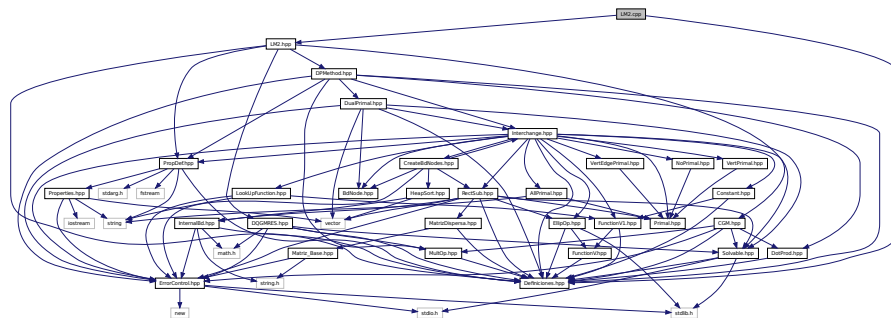 LM2.cpp
LM2.hpp
DPMethod.hpp
DualPrimal.hpp
Interchange.hpp
PropDef.hpp
CreateBdNodes.hpp
VertEdgePrimal.hpp
NoPrimal.hpp
VertPrimal.hpp
Properties.hpp
stdarg.h
fstream
LookUpFunction.hpp
BdNode.hpp
HeapSort.hpp
RectSub.hpp
AllPrimal.hpp
Constant.hpp
iostream
string
InternalBd.hpp
DQGMRES.hpp
vector
MatrizDispersa.hpp
EllipOp.hpp
FunctionV1.hpp
Primal.hpp
CGM.hpp
math.h
Matriz_Base.hpp
MultOp.hpp
FunctionV.hpp
Solvable.hpp
DotProd.hpp
ErrorControl.hpp
string.h
Definiciones.hpp
new
stdio.h
stdlib.h